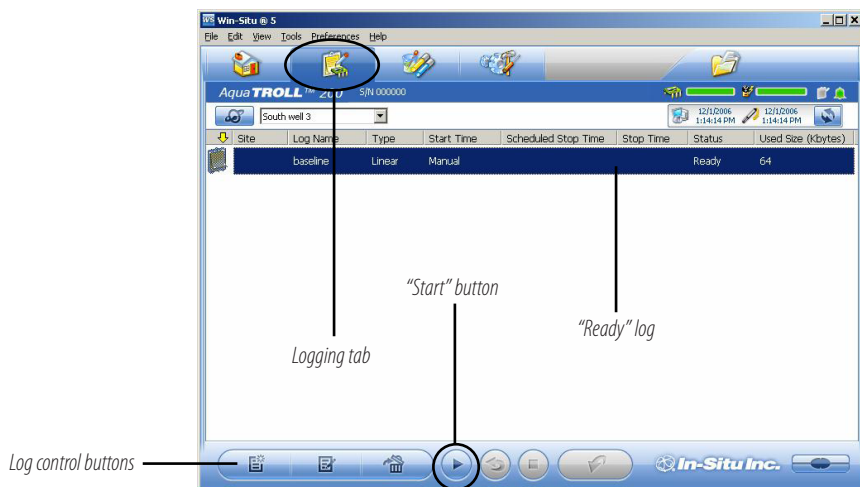 Win-Situ ® 5
File Edit View Tools Preferences Help
Aqua TROLL™ 200 S/N 000000
South well 3
12/1/2006 1:14:14 PM 12/1/2006 1:14:14 PM
Site Log Name Type Start Time Scheduled Stop Time Stop Time Status Used Size (Kbytes)
baseline Linear Manual Ready 64
“Start” button
“Ready” log
Logging tab
Log control buttons
In-Situ Inc.